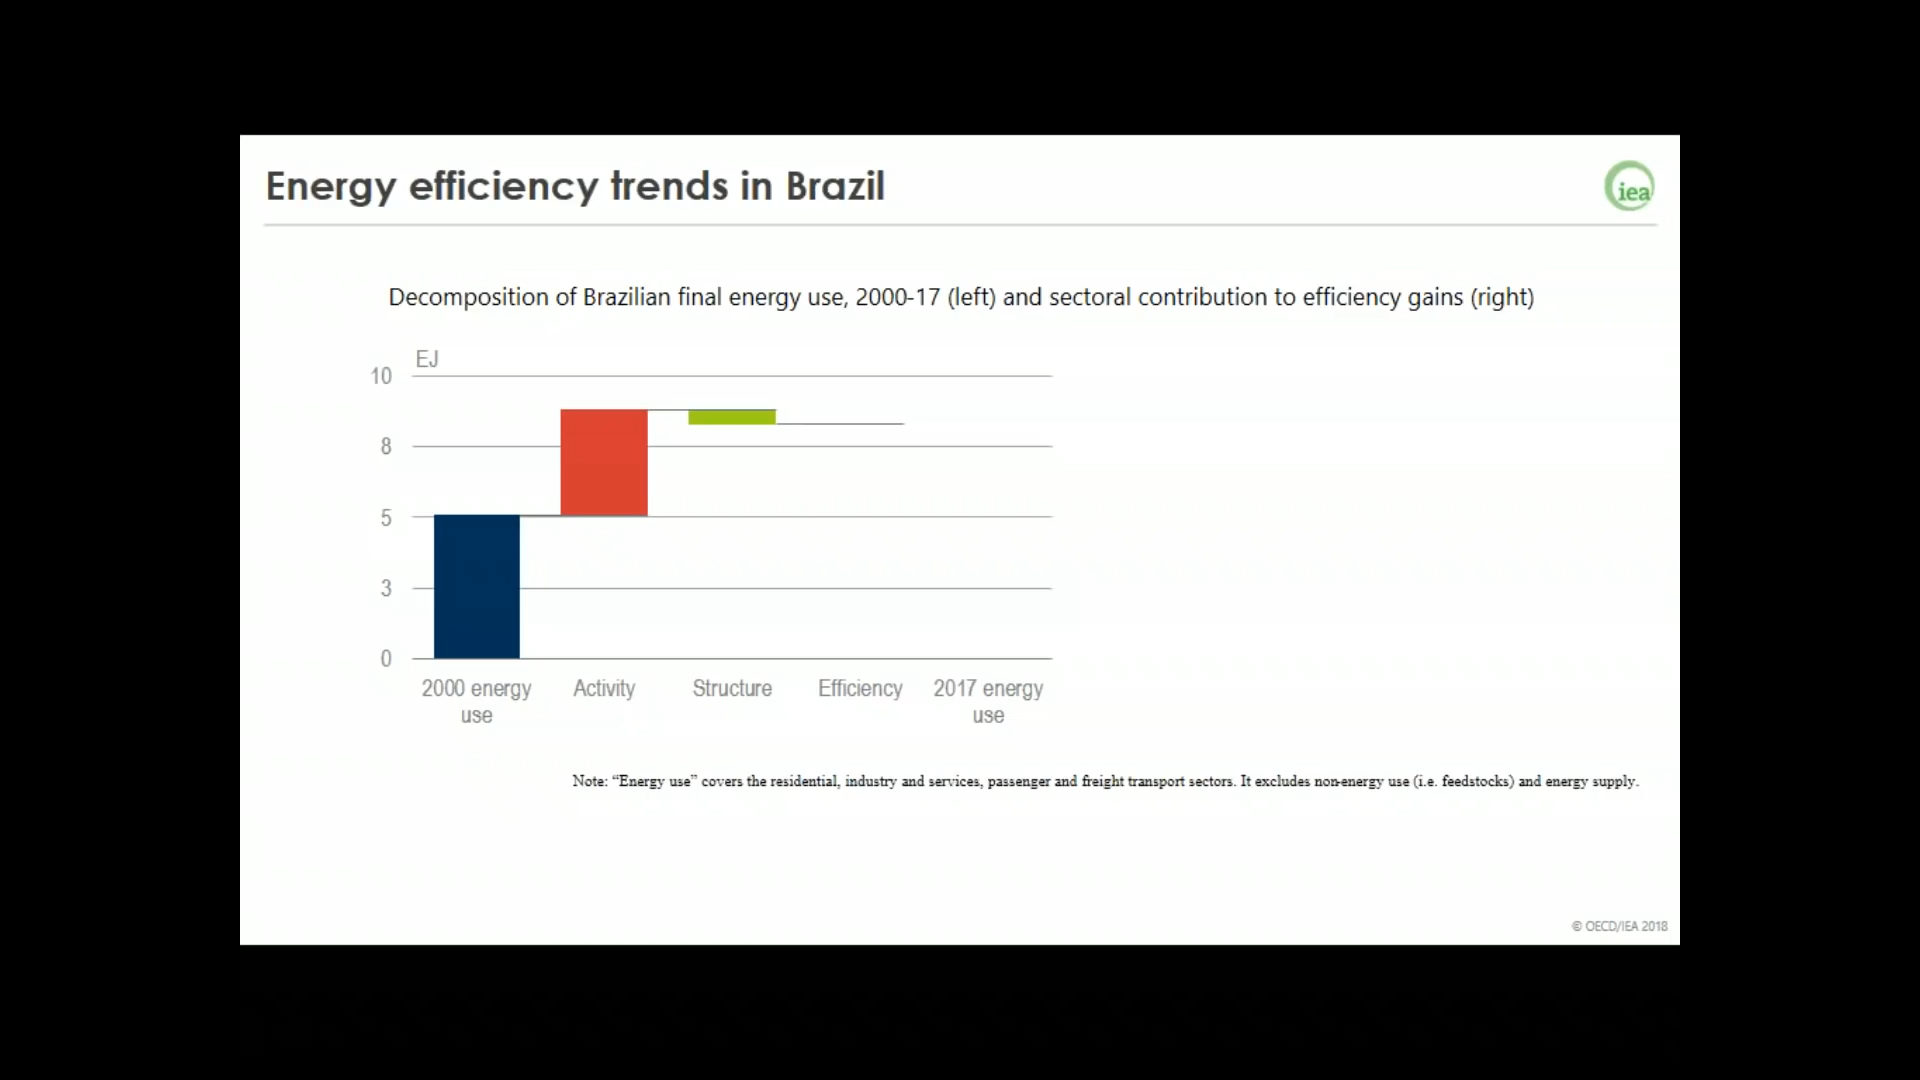 Energy efficiency trends in Brazil
iea
Decomposition of Brazilian final energy use, 2000-17 (left) and sectoral contribution to efficiency gains (right)
EJ
10
8
5
3
0
2000 energy use
Activity
Structure
Efficiency
2017 energy use
Note: “Energy use” covers the residential, industry and services, passenger and freight transport sectors. It excludes non-energy use (i.e. feedstocks) and energy supply.
© OECD/IEA 2018